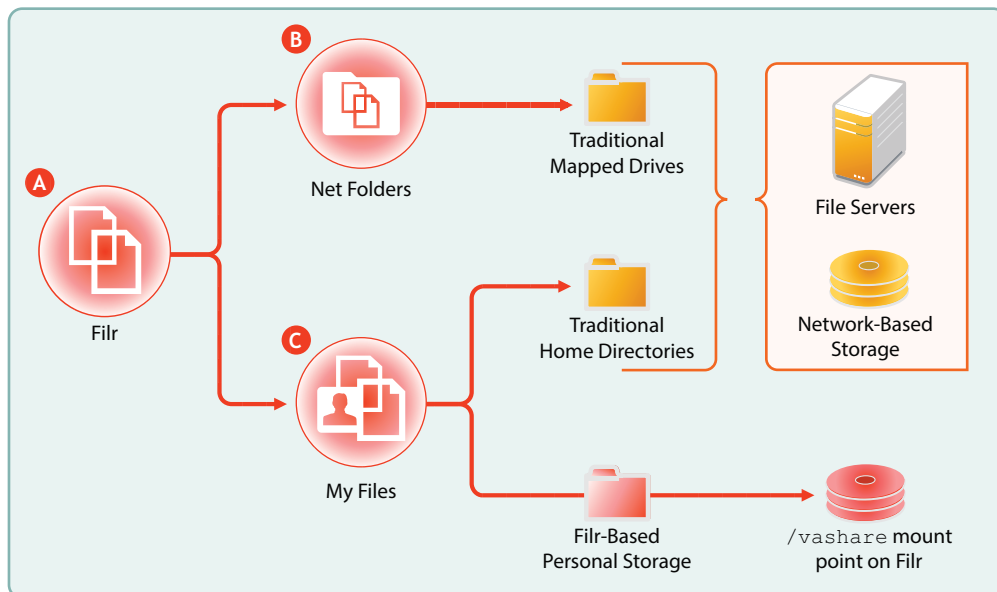 B
Net Folders
Traditional
Mapped Drives
File Servers
A
Filr
Traditional
Home Directories
Network-Based
Storage
C
My Files
Filr-Based
Personal Storage
/vashare mount
point on Filr